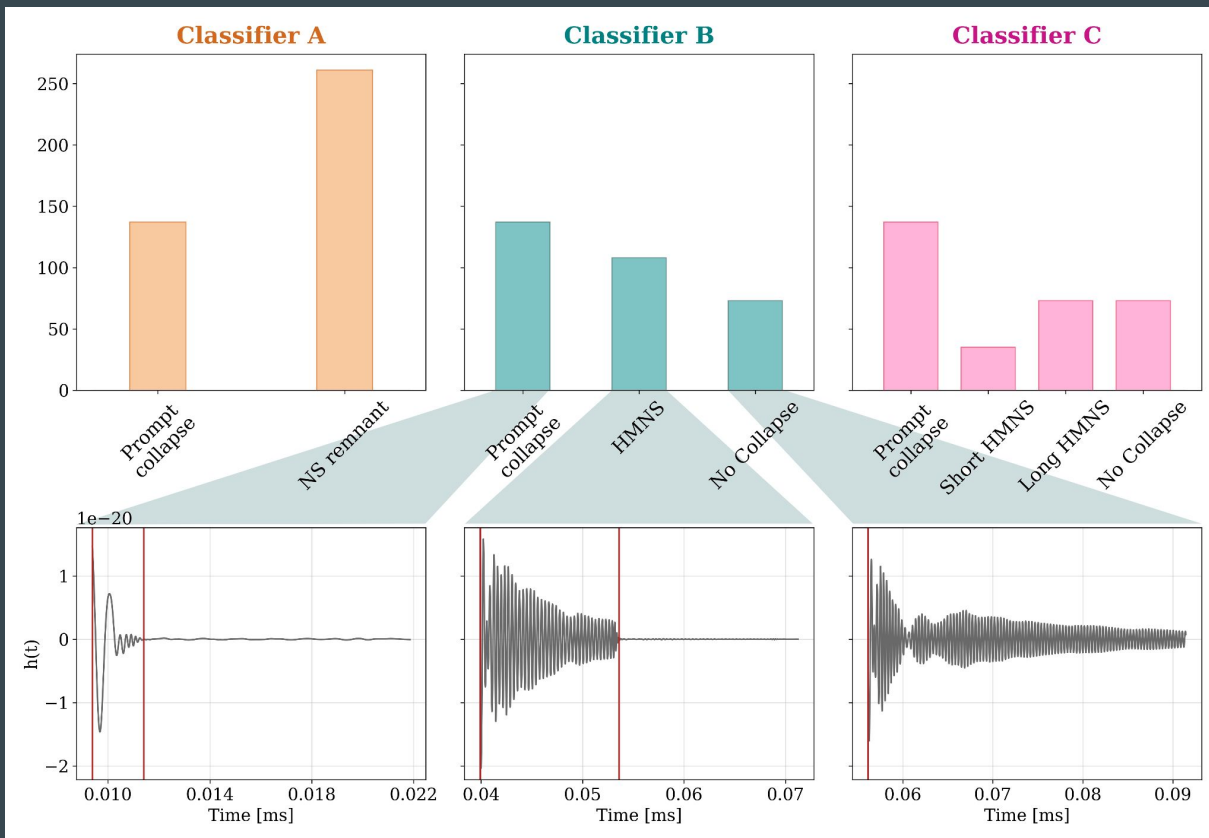 Classifier A
Classifier B
Classifier C
250
200
150
100
50
0
Prompt
collapse
NS remnant
Prompt
collapse
HMNS
No Collapse
Prompt
collapse
Short HMNS
Long HMNS
No Collapse
1e−20
h(t)
1
0
−1
−2
0.010 0.014 0.018 0.022
Time [ms]
0.04 0.05 0.06 0.07
Time [ms]
0.06 0.07 0.08 0.09
Time [ms]